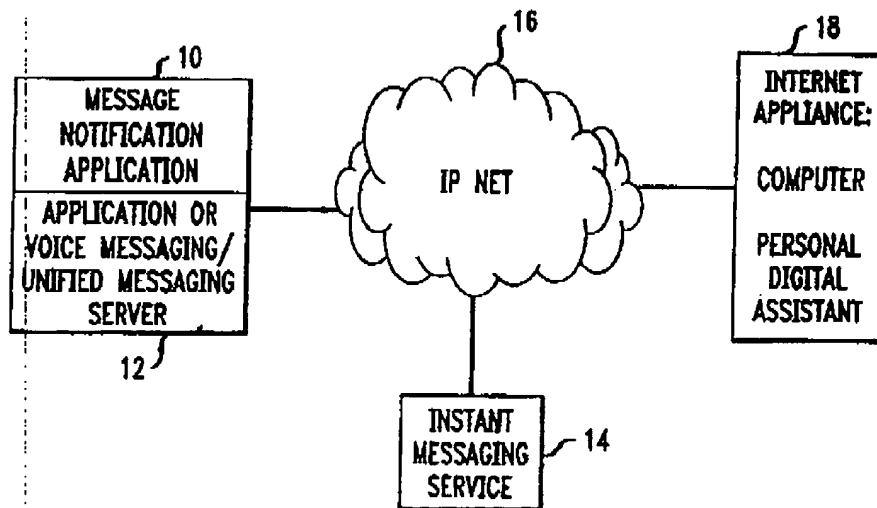 10
MESSAGE
NOTIFICATION
APPLICATION
APPLICATION OR
VOICE MESSAGING/
UNIFIED MESSAGING
SERVER
12
16
IP NET
INSTANT
MESSAGING
SERVICE
14
18
INTERNET
APPLIANCE:
COMPUTER
PERSONAL
DIGITAL
ASSISTANT